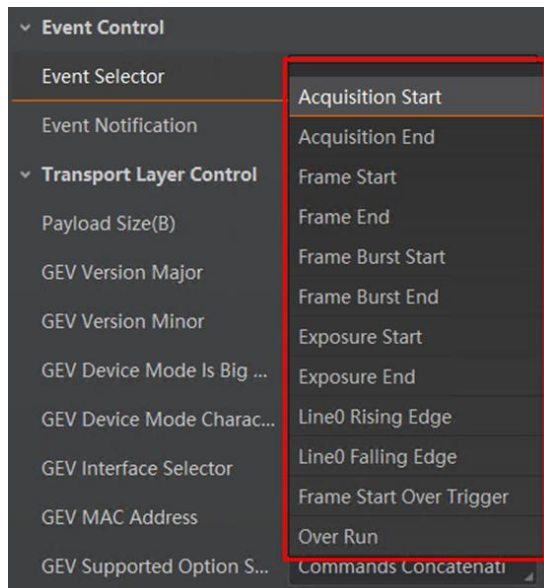 Event Control
Event Selector
Event Notification
Transport Layer Control
Payload Size(B)
GEV Version Major
GEV Version Minor
GEV Device Mode Is Big ...
GEV Device Mode Charac...
GEV Interface Selector
GEV MAC Address
GEV Supported Option S...
Acquisition Start
Acquisition End
Frame Start
Frame End
Frame Burst Start
Frame Burst End
Exposure Start
Exposure End
Line0 Rising Edge
Line0 Falling Edge
Frame Start Over Trigger
Over Run
Commands Concatenati